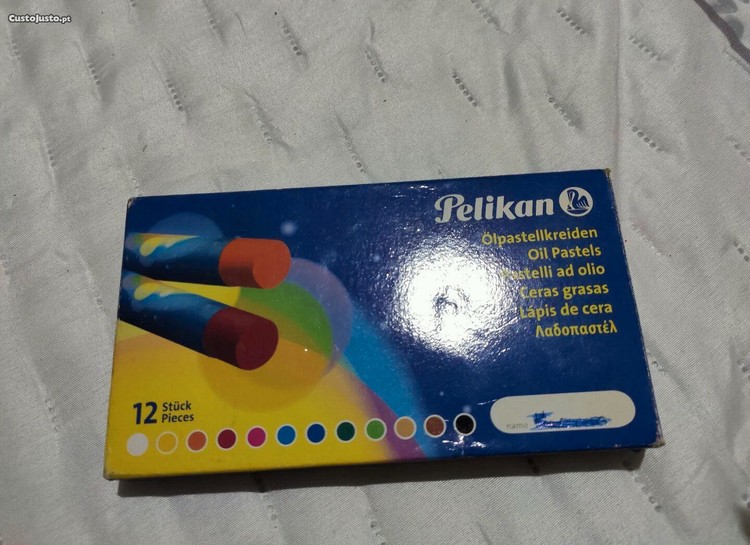 CustoJusto.pt
Pelikan
Ölpastellkreiden
Oil Pastels
Pastelli ad olio
Ceras grasas
Lápis de cera
Λαδοπαστέλ
12 Stück
Pieces
name